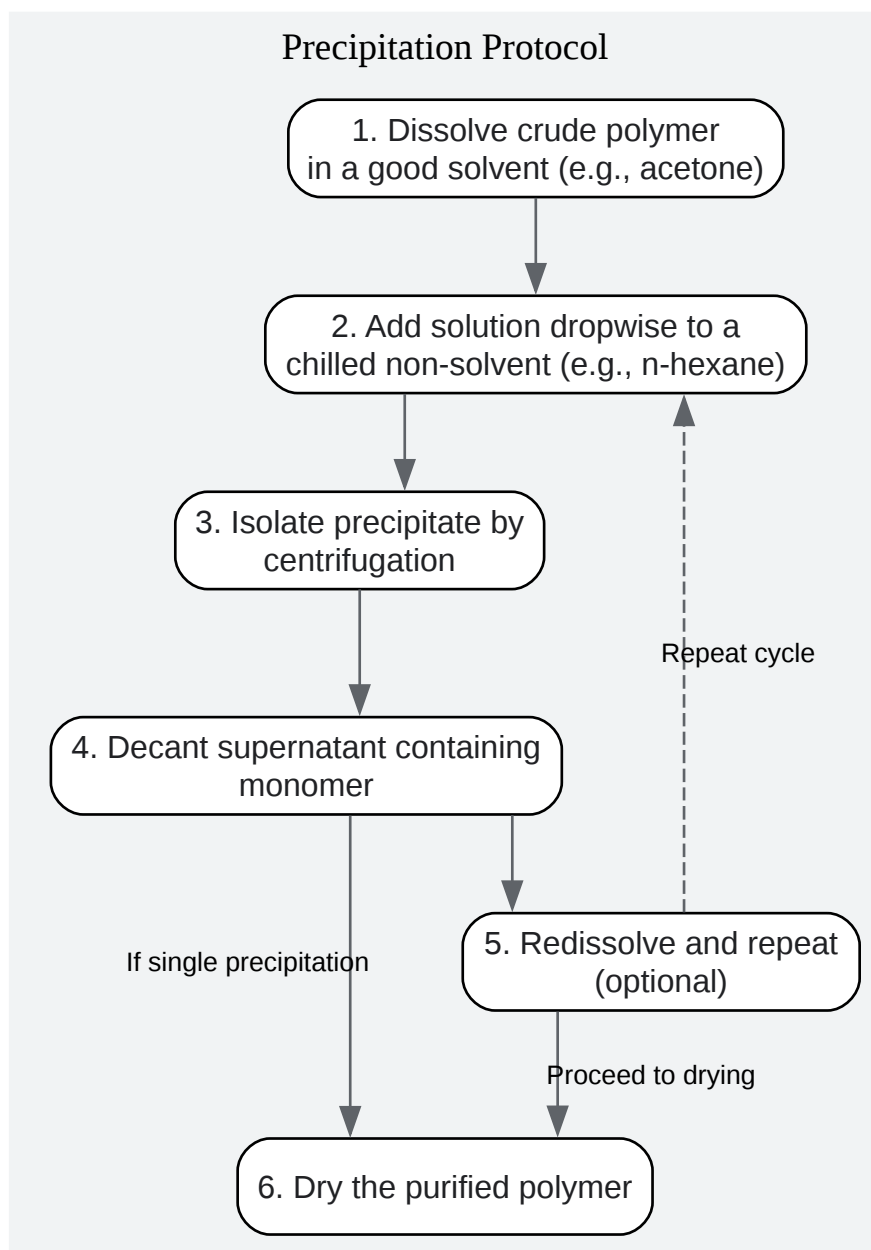 Precipitation Protocol
1. Dissolve crude polymer
in a good solvent (e.g., acetone)
2. Add solution dropwise to a
chilled non-solvent (e.g., n-hexane)
3. Isolate precipitate by
centrifugation
Repeat cycle
4. Decant supernatant containing
monomer
If single precipitation
5. Redissolve and repeat
(optional)
Proceed to drying
6. Dry the purified polymer